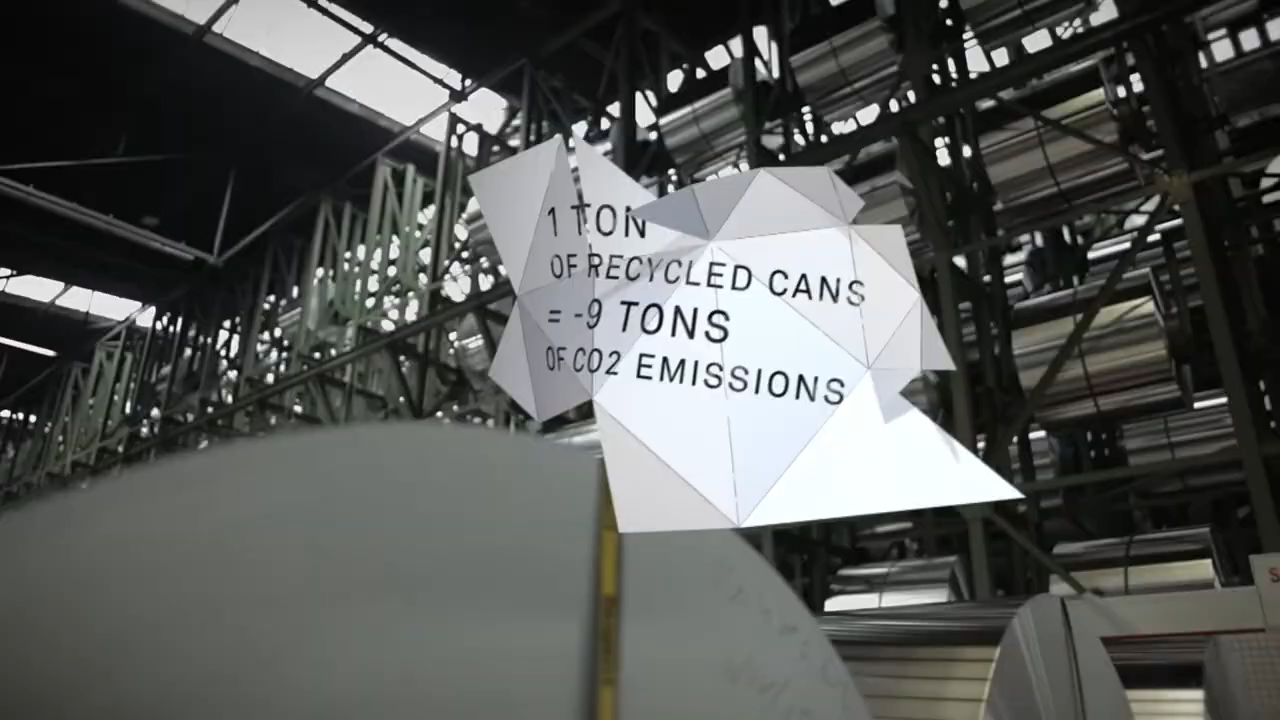 1 TON
OF RECYCLED CANS
= -9 TONS
OF CO2 EMISSIONS